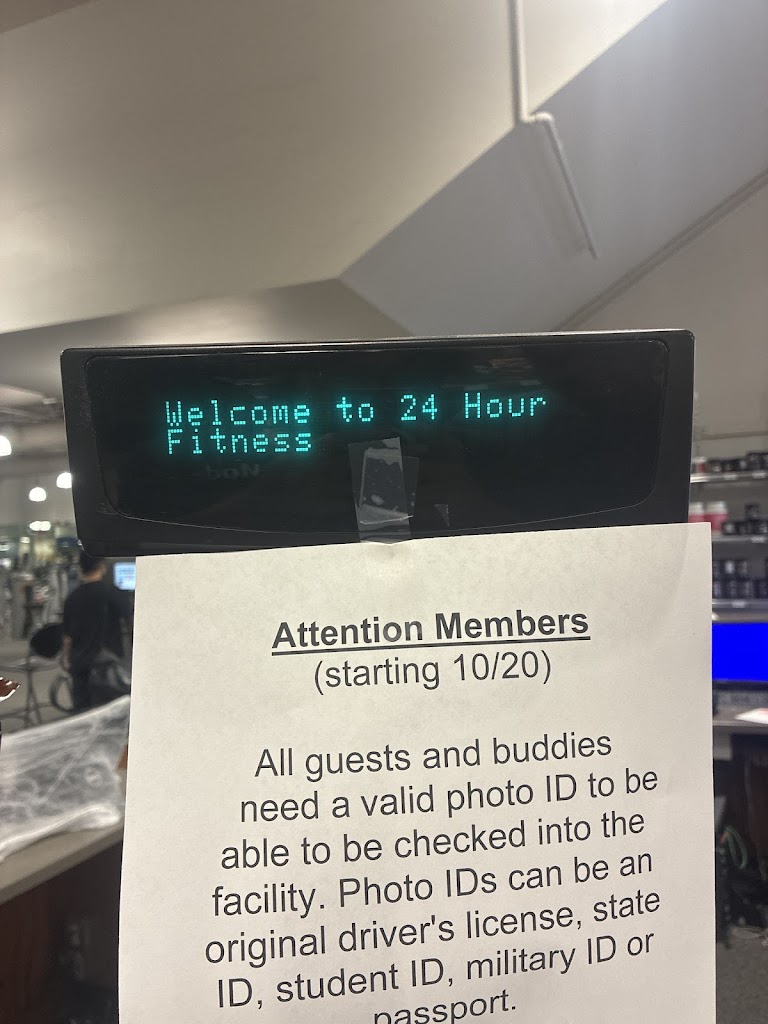 Welcome to 24 Hour
Fitness
Attention Members
(starting 10/20)
All guests and buddies
need a valid photo ID to be
able to be checked into the
facility. Photo IDs can be an
original driver's license, state
ID, student ID, military ID or
passport.